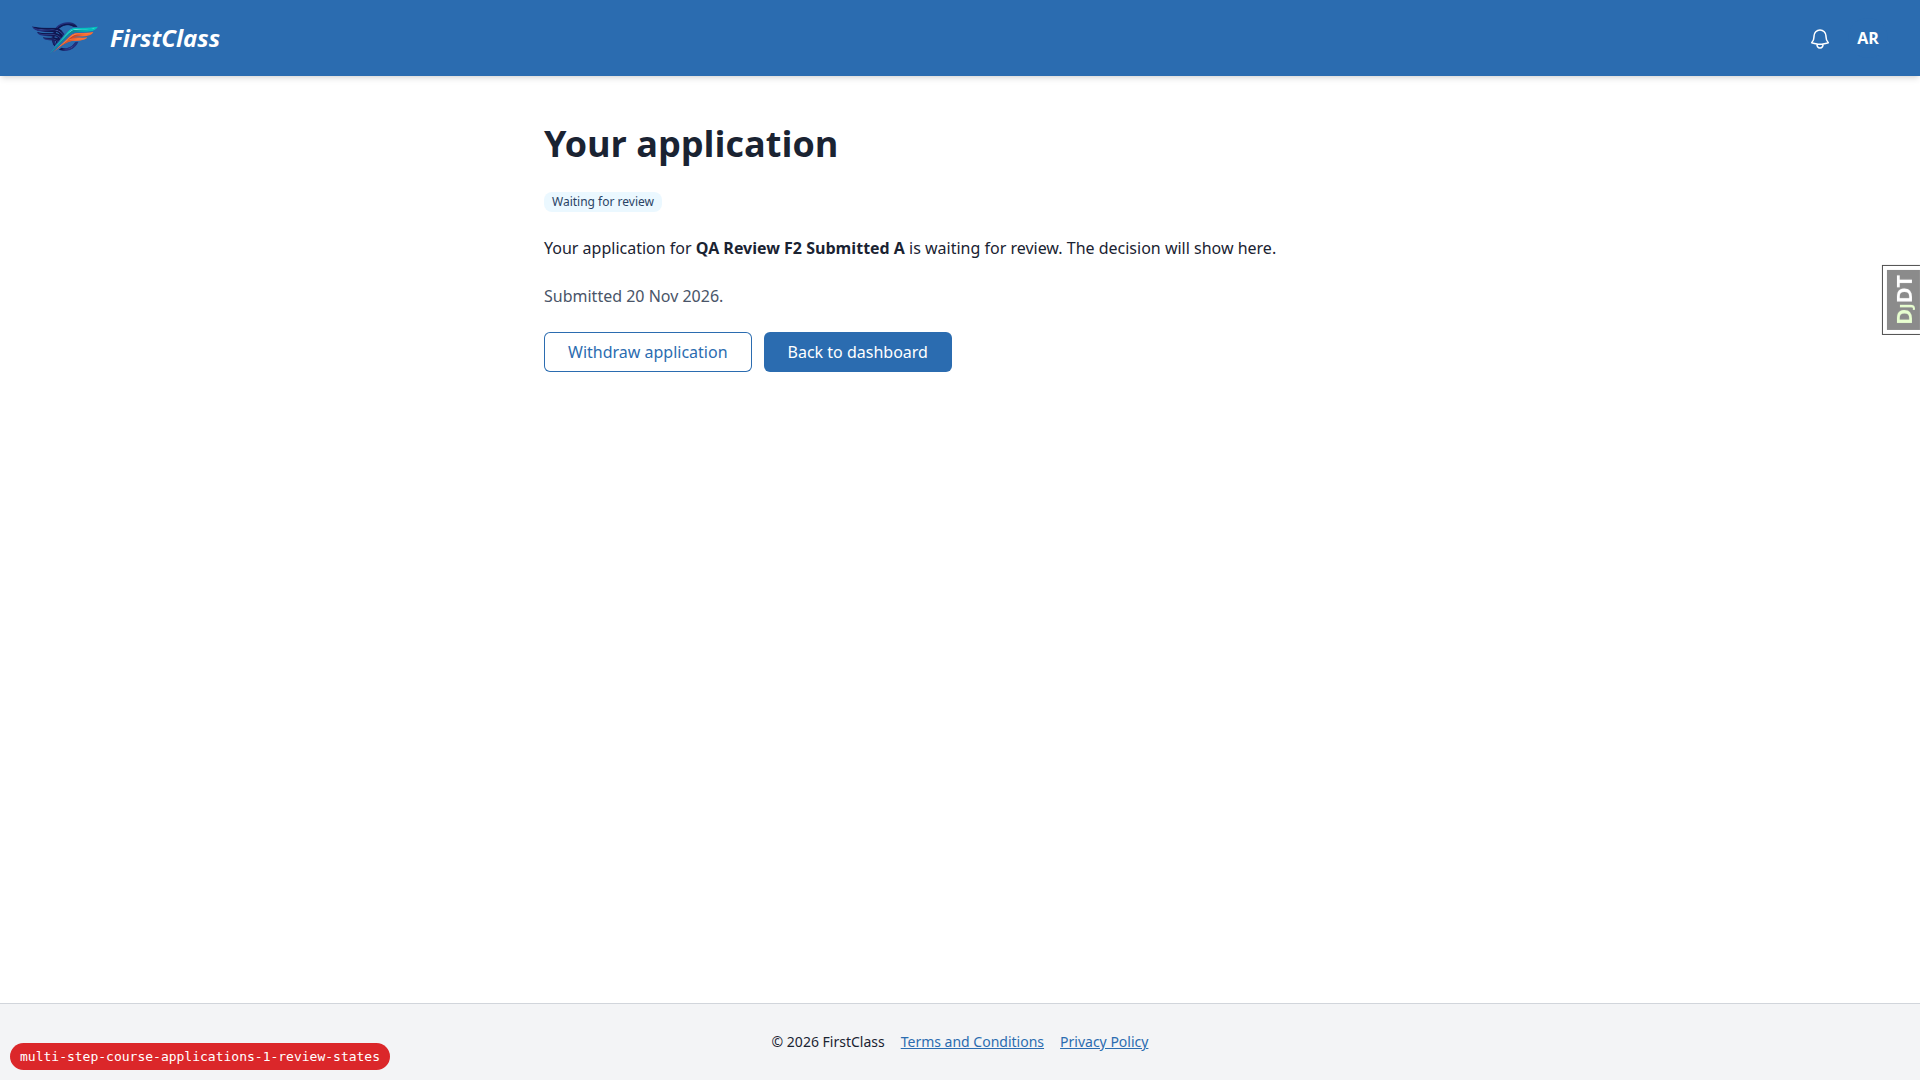 FirstClass
AR
Your application
Waiting for review
Your application for QA Review F2 Submitted A is waiting for review. The decision will show here.
Submitted 20 Nov 2026.
Withdraw application
Back to dashboard
DJDT
© 2026 FirstClass Terms and Conditions Privacy Policy
multi-step-course-applications-1-review-states